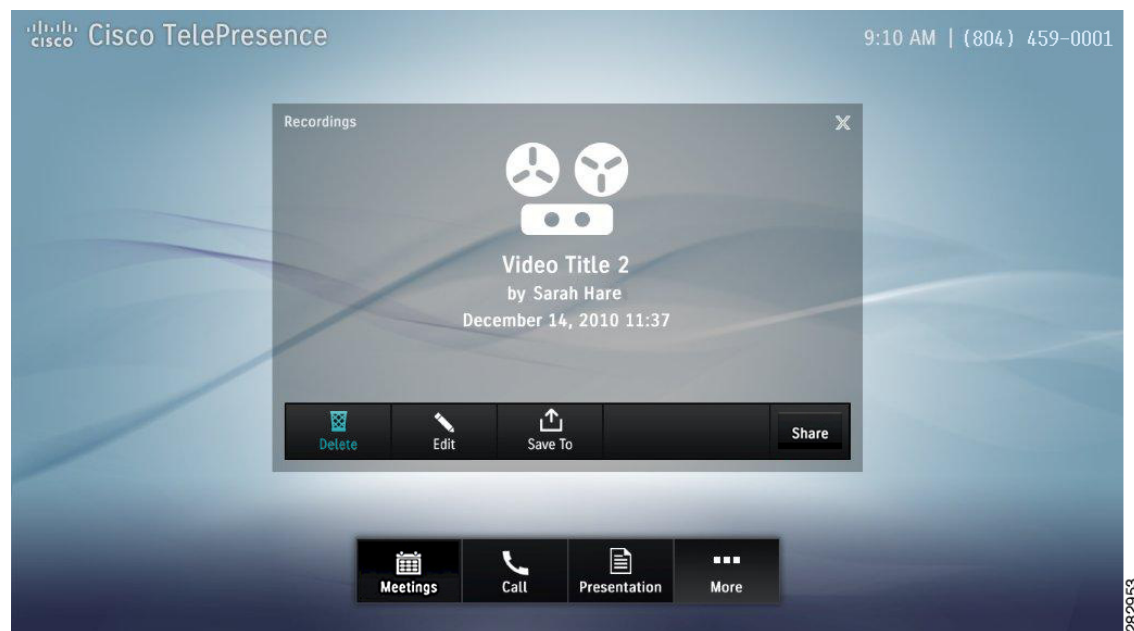 CISCO Cisco TelePresence
9:10 AM | (804) 459-0001
Recordings
Video Title 2
by Sarah Hare
December 14, 2010 11:37
Delete Edit Save To Share
Meetings Call Presentation More
282953